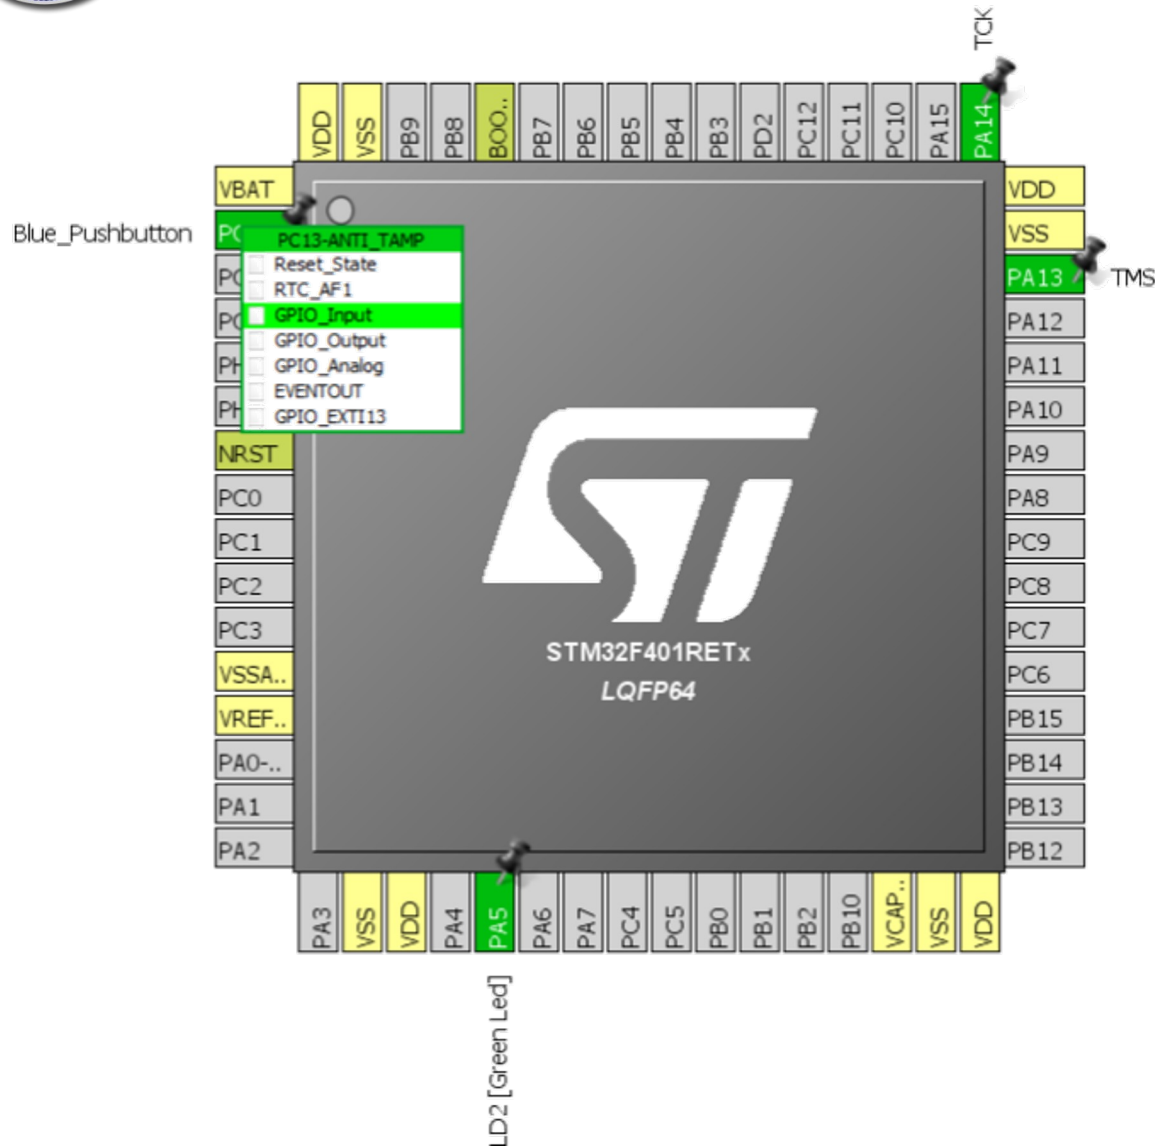 TCK
VDD
VSS
PB9
PB8
BOO..
PB7
PB6
PB5
PB4
PB3
PD2
PC12
PC11
PC10
PA15
PA14
VBAT
Blue_Pushbutton
PC13-ANTI_TAMP
Reset_State
RTC_AF1
GPIO_Input
GPIO_Output
GPIO_Analog
EVENTOUT
GPIO_EXTI13
NRST
PC0
PC1
PC2
PC3
VSSA..
VREF..
PA0-..
PA1
PA2
VDD
VSS
PA13
TMS
PA12
PA11
PA10
PA9
PA8
PC9
PC8
PC7
PC6
PB15
PB14
PB13
PB12
STM32F401RETx
LQFP64
PA3
VSS
VDD
PA4
PA5
PA6
PA7
PC4
PC5
PB0
PB1
PB2
PB10
VCAP..
VSS
VDD
LD2 [Green Led]